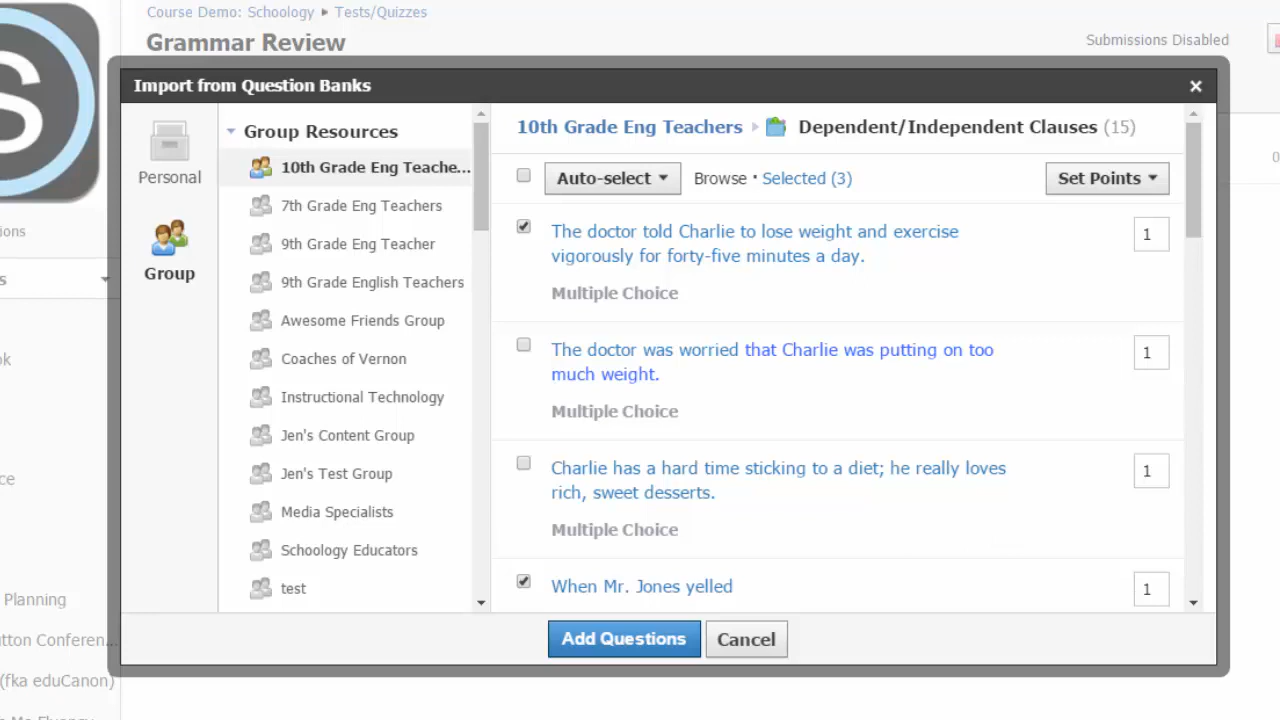 Course Demo: Schoology ▸ Tests/Quizzes
Grammar Review
Submissions Disabled
Import from Question Banks
×
Personal
Group
Group Resources
10th Grade Eng Teache...
7th Grade Eng Teachers
9th Grade Eng Teacher
9th Grade English Teachers
Awesome Friends Group
Coaches of Vernon
Instructional Technology
Jen's Content Group
Jen's Test Group
Media Specialists
Schoology Educators
test
10th Grade Eng Teachers ▸ Dependent/Independent Clauses (15)
Auto-select Browse · Selected (3) Set Points
The doctor told Charlie to lose weight and exercise
vigorously for forty-five minutes a day.
Multiple Choice
1
The doctor was worried that Charlie was putting on too
much weight.
Multiple Choice
1
Charlie has a hard time sticking to a diet; he really loves
rich, sweet desserts.
Multiple Choice
1
When Mr. Jones yelled
1
Add Questions Cancel
S
Planning
(fka eduCanon)